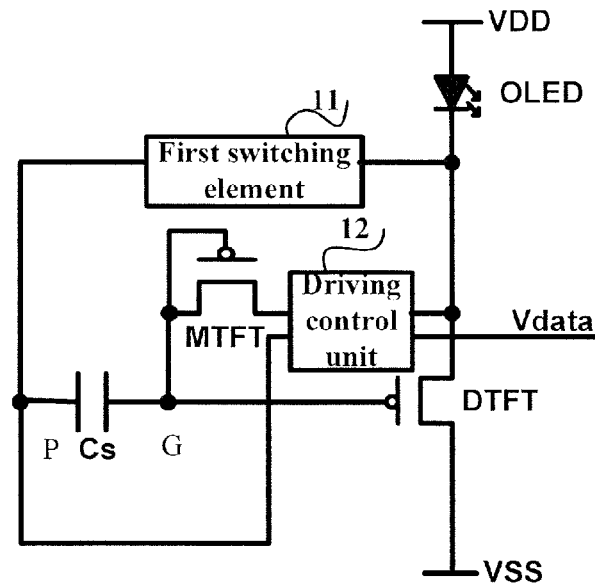 VDD
OLED
11
First switching
element
12
Driving
control
unit
MTFT
Vdata
DTFT
P
Cs
G
VSS